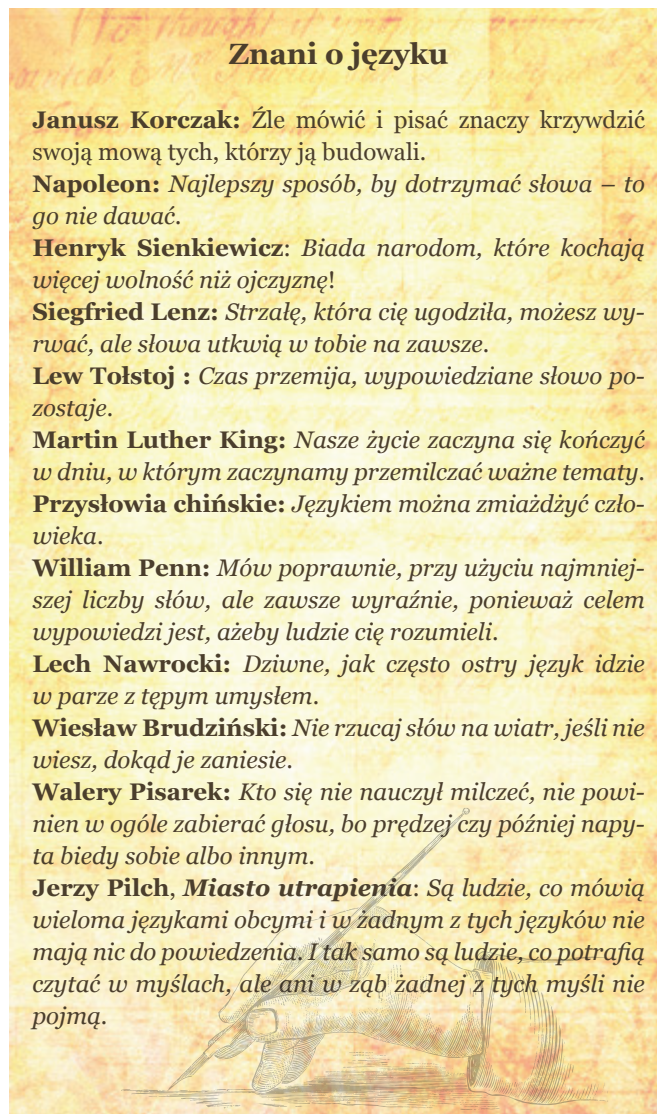 Znani o języku
Janusz Korczak: Źle mówić i pisać znaczy krzywdzić
swoją mową tych, którzy ją budowali.
Napoleon: Najlepszy sposób, by dotrzymać słowa – to
go nie dawać.
Henryk Sienkiewicz: Biada narodom, które kochają
więcej wolność niż ojczyznę!
Siegfried Lenz: Strzałę, która cię ugodziła, możesz wy-
rwać, ale słowa utkwią w tobie na zawsze.
Lew Tołstoj : Czas przemija, wypowiedziane słowo po-
zostaje.
Martin Luther King: Nasze życie zaczyna się kończyć
w dniu, w którym zaczynamy przemilczać ważne tematy.
Przysłowia chińskie: Językiem można zmiażdżyć czło-
wieka.
William Penn: Mów poprawnie, przy użyciu najmniej-
szej liczby słów, ale zawsze wyraźnie, ponieważ celem
wypowiedzi jest, ażeby ludzie cię rozumieli.
Lech Nawrocki: Dziwne, jak często ostry język idzie
w parze z tępym umysłem.
Wiesław Brudziński: Nie rzucaj słów na wiatr, jeśli nie
wiesz, dokąd je zaniesie.
Walery Pisarek: Kto się nie nauczył milczeć, nie powi-
nien w ogóle zabierać głosu, bo prędzej czy później napy-
ta biedy sobie albo innym.
Jerzy Pilch, Miasto utrapienia: Są ludzie, co mówią
wieloma językami obcymi i w żadnym z tych języków nie
mają nic do powiedzenia. I tak samo są ludzie, co potrafią
czytać w myślach, ale ani w ząb żadnej z tych myśli nie
pojmą.